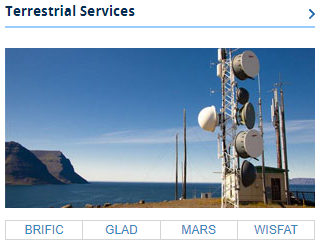 Terrestrial Services
BRIFIC GLAD MARS WISFAT